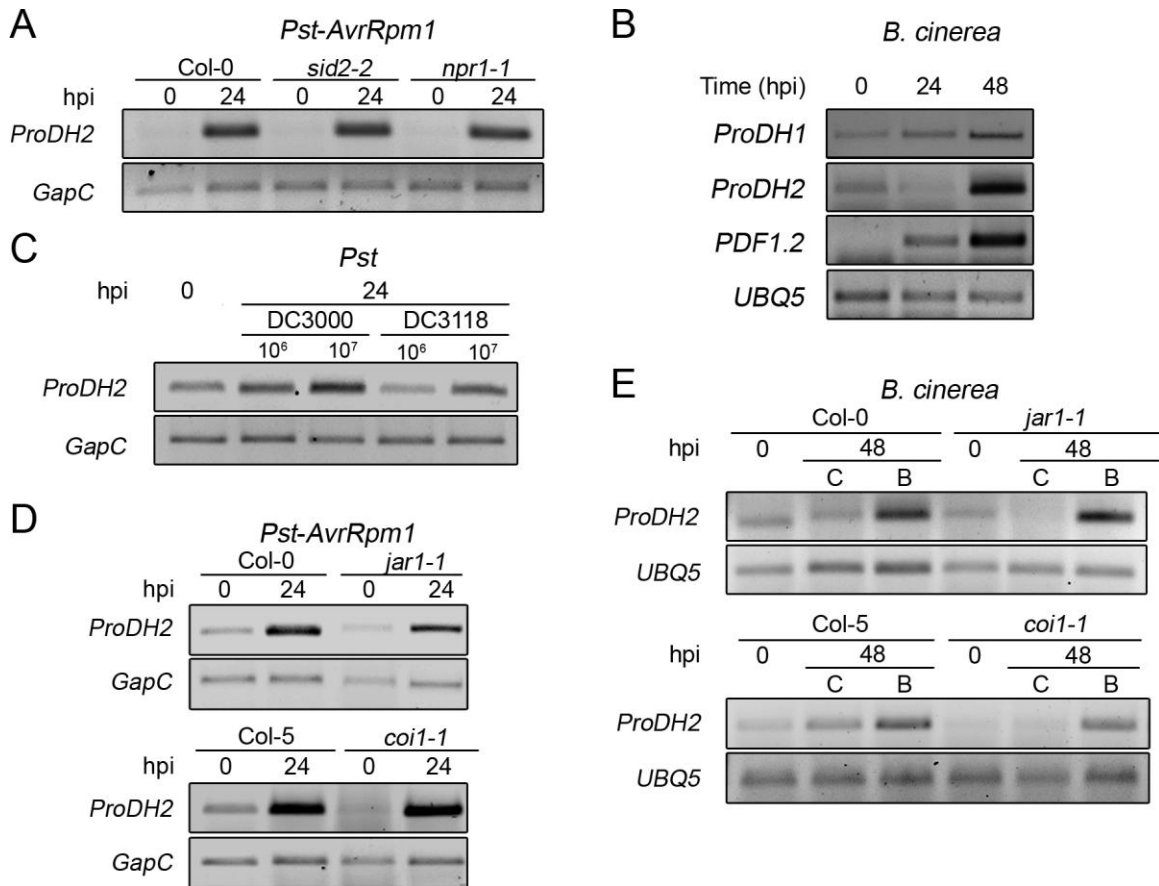 A
Pst-AvrRpm1
Col-0 sid2-2 npr1-1
hpi 0 24 0 24 0 24
ProDH2
GapC
B
B. cinerea
Time (hpi) 0 24 48
ProDH1
ProDH2
PDF1.2
UBQ5
C
Pst
hpi 0 24
DC3000 DC3118
10⁶ 10⁷ 10⁶ 10⁷
ProDH2
GapC
D
Pst-AvrRpm1
Col-0 jar1-1
hpi 0 24 0 24
ProDH2
GapC
Col-5 coi1-1
hpi 0 24 0 24
ProDH2
GapC
E
B. cinerea
Col-0 jar1-1
hpi 0 48 0 48
C B C B
ProDH2
UBQ5
Col-5 coi1-1
hpi 0 48 0 48
C B C B
ProDH2
UBQ5